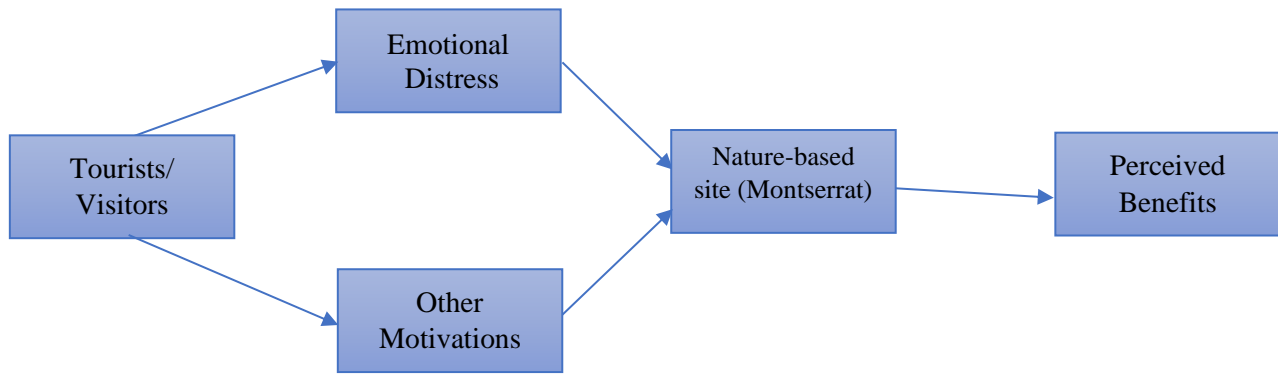 Emotional
Distress
Tourists/
Visitors
Nature-based
site (Montserrat)
Perceived
Benefits
Other
Motivations